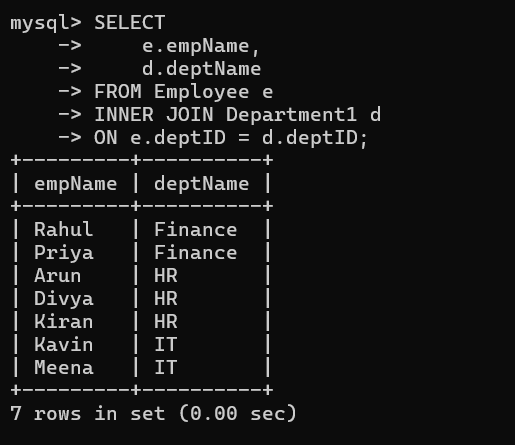 mysql> SELECT
    ->     e.empName,
    ->     d.deptName
    -> FROM Employee e
    -> INNER JOIN Department1 d
    -> ON e.deptID = d.deptID;
+---------+----------+
| empName | deptName |
+---------+----------+
| Rahul   | Finance  |
| Priya   | Finance  |
| Arun    | HR       |
| Divya   | HR       |
| Kiran   | HR       |
| Kavin   | IT       |
| Meena   | IT       |
+---------+----------+
7 rows in set (0.00 sec)